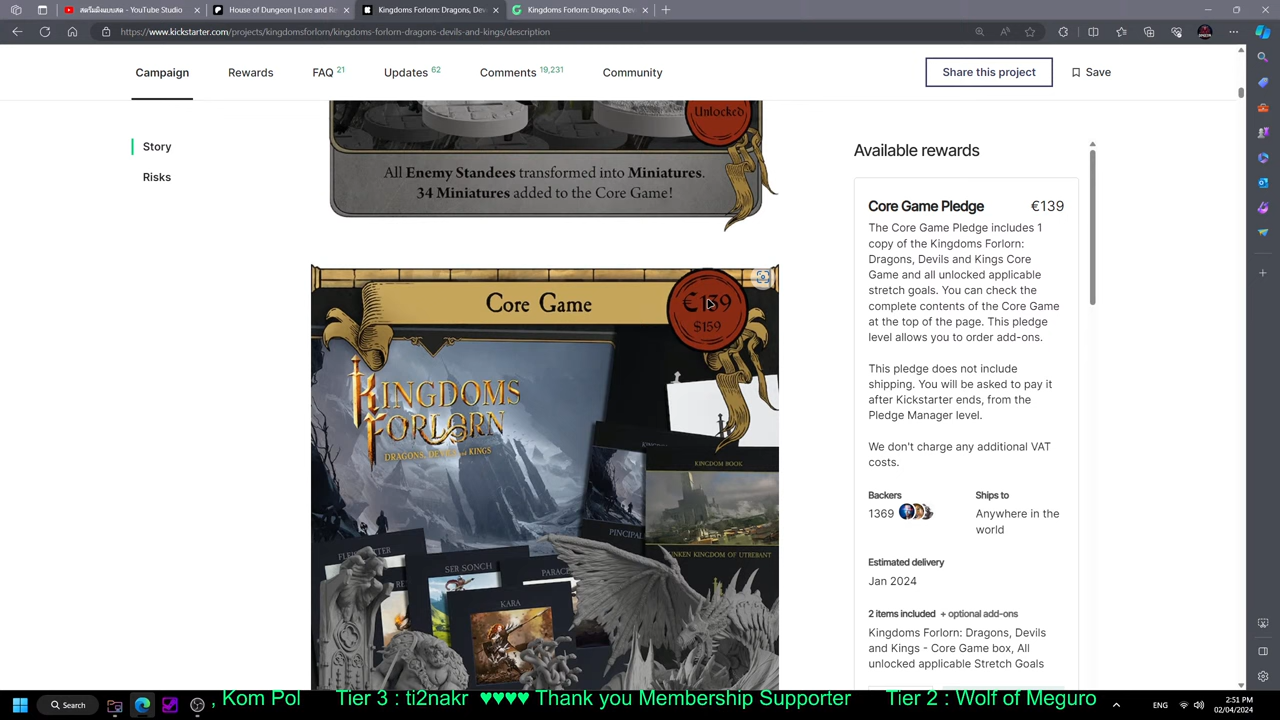 สตรีมมิ่งแบบสด - YouTube Studio
House of Dungeon | Lore and Re
Kingdoms Forlorn: Dragons, Dev
Kingdoms Forlorn: Dragons, Dev
https://www.kickstarter.com/projects/kingdomsforlorn/kingdoms-forlorn-dragons-devils-and-kings/description
Campaign
Rewards
FAQ 21
Updates 62
Comments 19,231
Community
Share this project
Save
Story
Risks
Unlocked
All Enemy Standees transformed into Miniatures.
34 Miniatures added to the Core Game!
Core Game
€139
$159
KINGDOMS
FORLORN
DRAGONS, DEVILS AND KINGS
KINGDOM BOOK
SER SONCH
KARA
Available rewards
Core Game Pledge €139
The Core Game Pledge includes 1
copy of the Kingdoms Forlorn:
Dragons, Devils and Kings Core
Game and all unlocked applicable
stretch goals. You can check the
complete contents of the Core Game
at the top of the page. This pledge
level allows you to order add-ons.
This pledge does not include
shipping. You will be asked to pay it
after Kickstarter ends, from the
Pledge Manager level.
We don't charge any additional VAT
costs.
Backers
1369
Ships to
Anywhere in the
world
Estimated delivery
Jan 2024
2 items included + optional add-ons
Kingdoms Forlorn: Dragons, Devils
and Kings - Core Game box, All
unlocked applicable Stretch Goals
Search
, Kom Pol Tier 3 : ti2nakr ♥♥♥♥ Thank you Membership Supporter Tier 2 : Wolf of Meguro
ENG
2:51 PM
02/04/2024